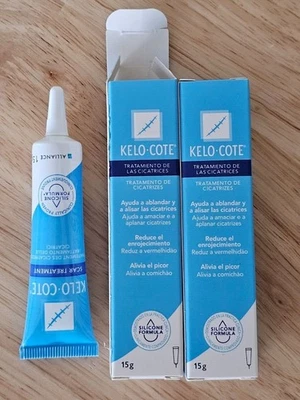 KELO·COTE®
TRATAMIENTO DE
LAS CICATRICES
TRATAMENTO DE
CICATRIZES
Ayuda a ablandar y
a alisar las cicatrices
Ajuda a amaciar e a
aplanar cicatrizes
Reduce el
enrojecimiento
Reduz a vermelhidão
Alivia el picor
Alivia a comichão
SILICONE
FORMULA
15g
KELO·COTE®
TRATAMIENTO DE
LAS CICATRICES
TRATAMENTO DE
CICATRIZES
Ayuda a ablandar y
a alisar las cicatrices
Ajuda a amaciar e a
aplanar cicatrizes
Reduce el
enrojecimiento
Reduz a vermelhidão
Alivia el picor
Alivia a comichão
SILICONE
FORMULA
15g
KELO·COTE
SCAR TREATMENT
SILICONE
FORMULA
ALLIANCE